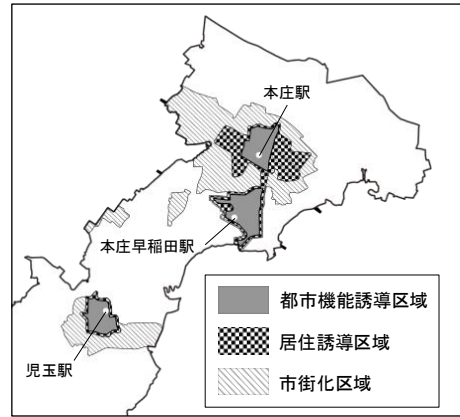 本庄駅
本庄早稲田駅
児玉駅
都市機能誘導区域
居住誘導区域
市街化区域